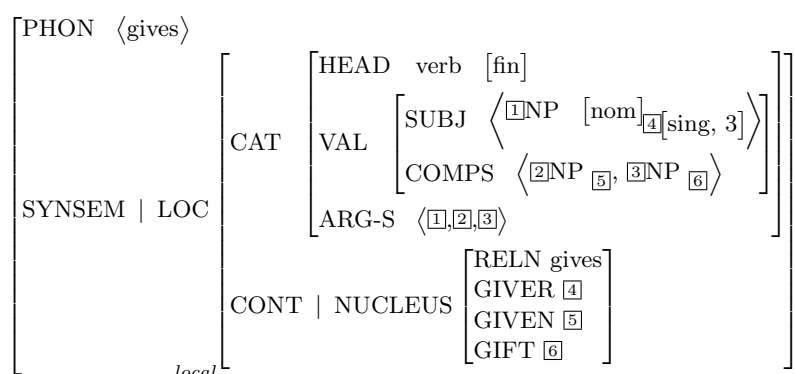 PHON ⟨gives⟩
HEAD verb [fin]
SUBJ ⟨[1]NP [nom][4][sing, 3]⟩
CAT VAL
COMPS ⟨[2]NP [5], [3]NP [6]⟩
SYNSEM | LOC
ARG-S ⟨[1],[2],[3]⟩
RELN gives
GIVER [4]
CONT | NUCLEUS
GIVEN [5]
GIFT [6]
local